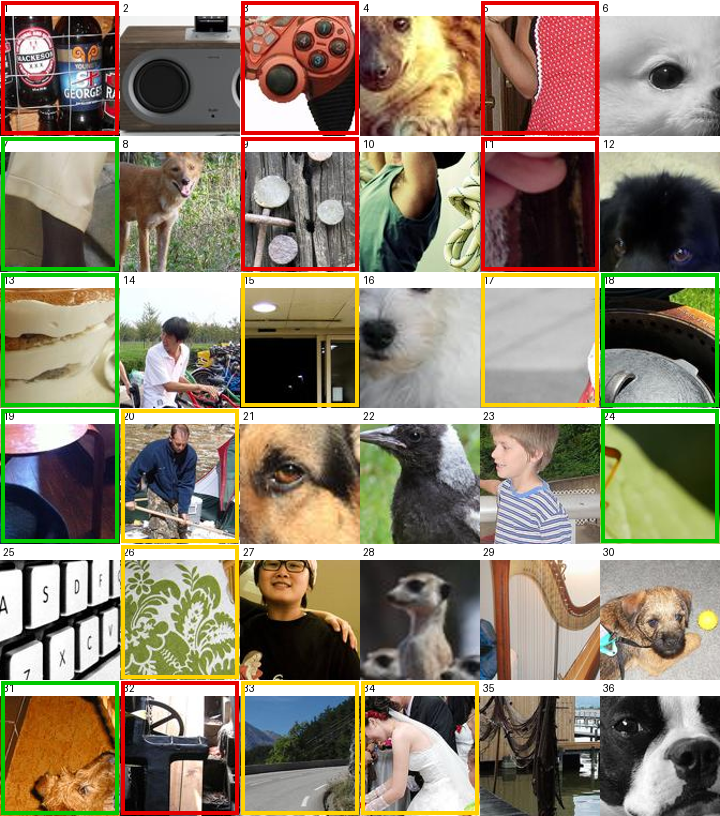 1 2 3 4 5 6
MACKESON
XXX
YOUNG
GEORGE
RA
7 8 9 10 11 12
13 14 15 16 17 18
19 20 21 22 23 24
25 26 27 28 29 30
A S D F
Z X C V
31 32 33 34 35 36